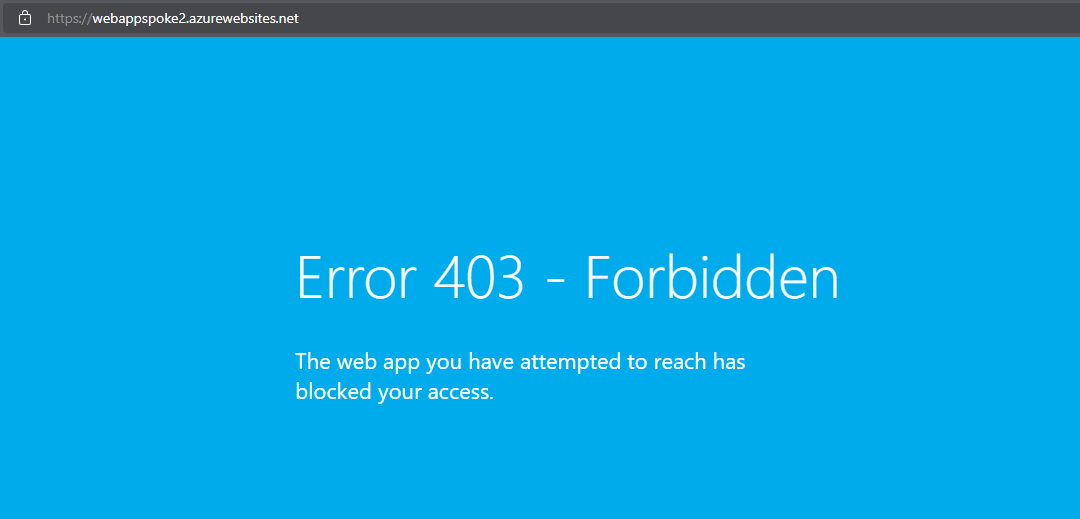 https://webappspoke2.azurewebsites.net
Error 403 - Forbidden
The web app you have attempted to reach has
blocked your access.